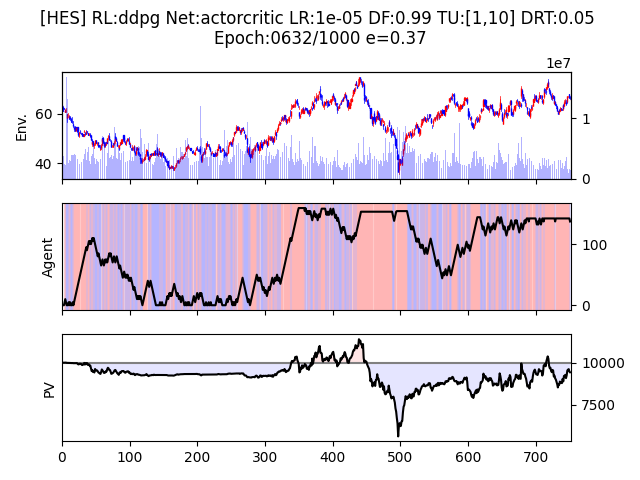 [HES] RL:ddpg Net:actorcritic LR:1e-05 DF:0.99 TU:[1,10] DRT:0.05
Epoch:0632/1000 e=0.37
1e7
Env.
60
40
1
0
Agent
100
0
PV
10000
7500
0 100 200 300 400 500 600 700